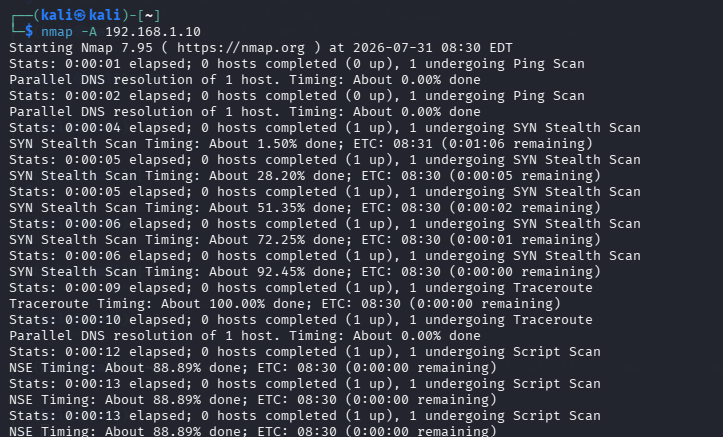 ┌──(kali㉿kali)-[~]
└─$ nmap -A 192.168.1.10
Starting Nmap 7.95 ( https://nmap.org ) at 2026-07-31 08:30 EDT
Stats: 0:00:01 elapsed; 0 hosts completed (0 up), 1 undergoing Ping Scan
Parallel DNS resolution of 1 host. Timing: About 0.00% done
Stats: 0:00:02 elapsed; 0 hosts completed (0 up), 1 undergoing Ping Scan
Parallel DNS resolution of 1 host. Timing: About 0.00% done
Stats: 0:00:04 elapsed; 0 hosts completed (1 up), 1 undergoing SYN Stealth Scan
SYN Stealth Scan Timing: About 1.50% done; ETC: 08:31 (0:01:06 remaining)
Stats: 0:00:05 elapsed; 0 hosts completed (1 up), 1 undergoing SYN Stealth Scan
SYN Stealth Scan Timing: About 28.20% done; ETC: 08:30 (0:00:05 remaining)
Stats: 0:00:05 elapsed; 0 hosts completed (1 up), 1 undergoing SYN Stealth Scan
SYN Stealth Scan Timing: About 51.35% done; ETC: 08:30 (0:00:02 remaining)
Stats: 0:00:06 elapsed; 0 hosts completed (1 up), 1 undergoing SYN Stealth Scan
SYN Stealth Scan Timing: About 72.25% done; ETC: 08:30 (0:00:01 remaining)
Stats: 0:00:06 elapsed; 0 hosts completed (1 up), 1 undergoing SYN Stealth Scan
SYN Stealth Scan Timing: About 92.45% done; ETC: 08:30 (0:00:00 remaining)
Stats: 0:00:09 elapsed; 0 hosts completed (1 up), 1 undergoing Traceroute
Traceroute Timing: About 100.00% done; ETC: 08:30 (0:00:00 remaining)
Stats: 0:00:10 elapsed; 0 hosts completed (1 up), 1 undergoing Traceroute
Parallel DNS resolution of 1 host. Timing: About 0.00% done
Stats: 0:00:12 elapsed; 0 hosts completed (1 up), 1 undergoing Script Scan
NSE Timing: About 88.89% done; ETC: 08:30 (0:00:00 remaining)
Stats: 0:00:13 elapsed; 0 hosts completed (1 up), 1 undergoing Script Scan
NSE Timing: About 88.89% done; ETC: 08:30 (0:00:00 remaining)
Stats: 0:00:13 elapsed; 0 hosts completed (1 up), 1 undergoing Script Scan
NSE Timing: About 88.89% done; ETC: 08:30 (0:00:00 remaining)